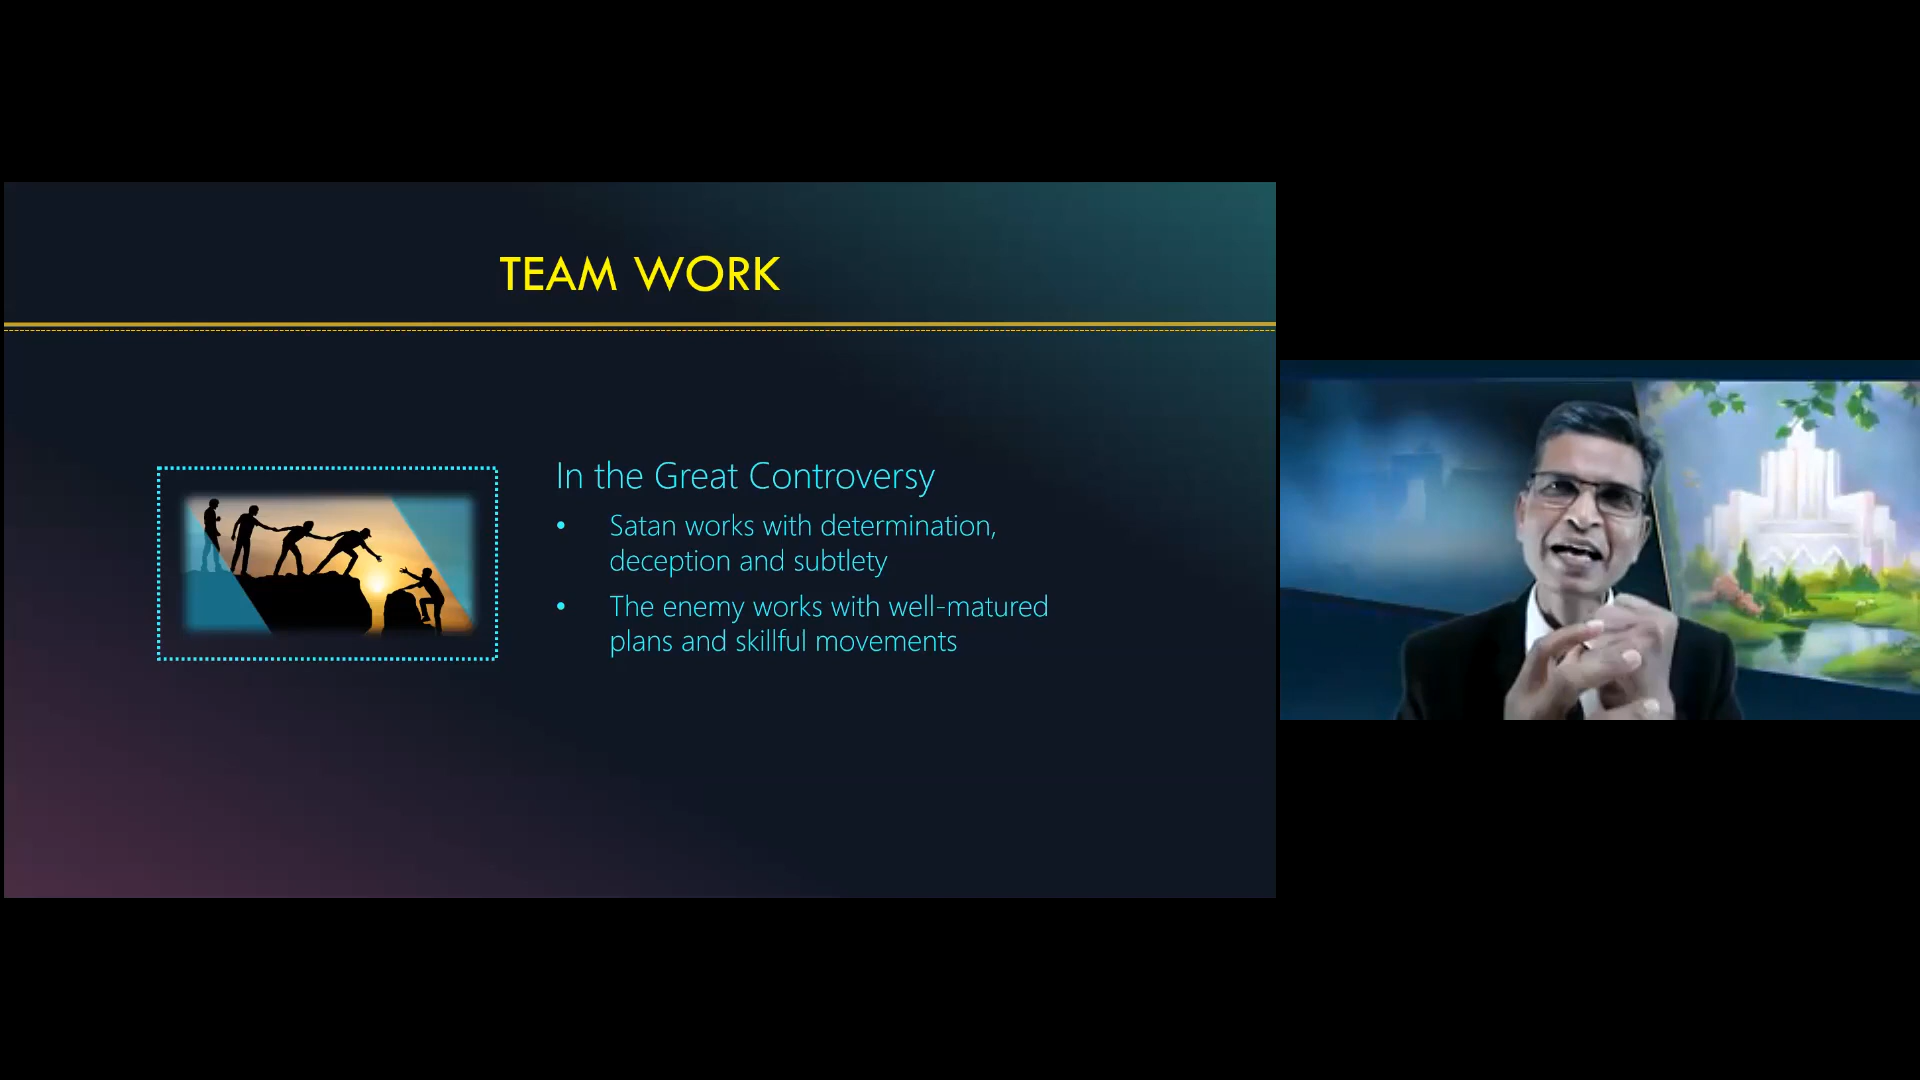 TEAM WORK
In the Great Controversy
• Satan works with determination,
deception and subtlety
• The enemy works with well-matured
plans and skillful movements